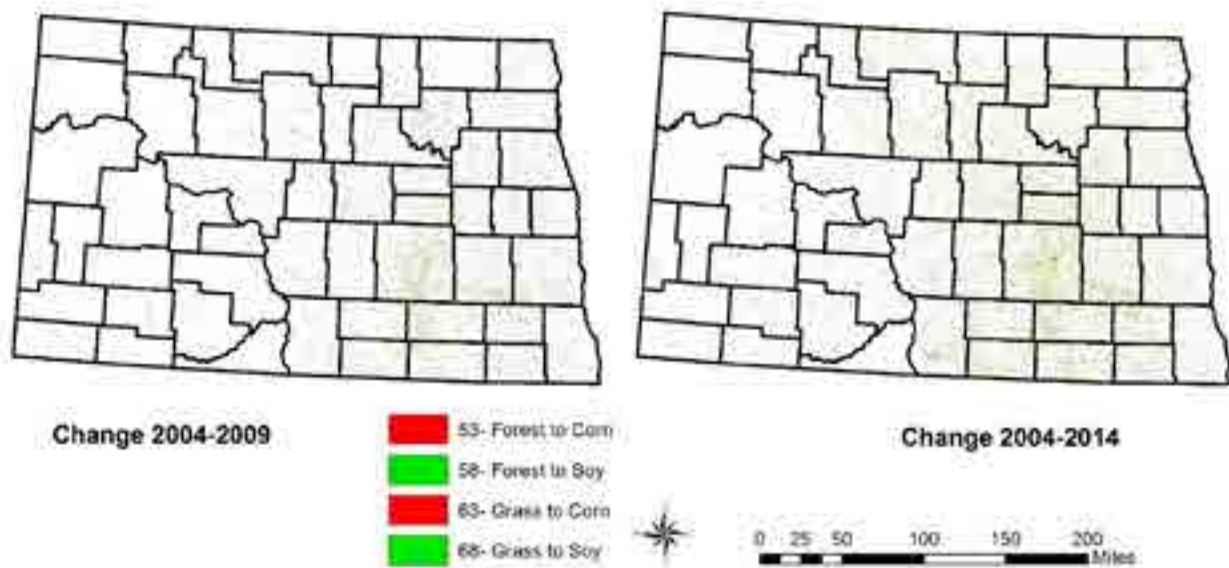 Change 2004-2009
53- Forest to Corn
58- Forest to Soy
63- Grass to Corn
68- Grass to Soy
Change 2004-2014
0 25 50 100 150 200
Miles